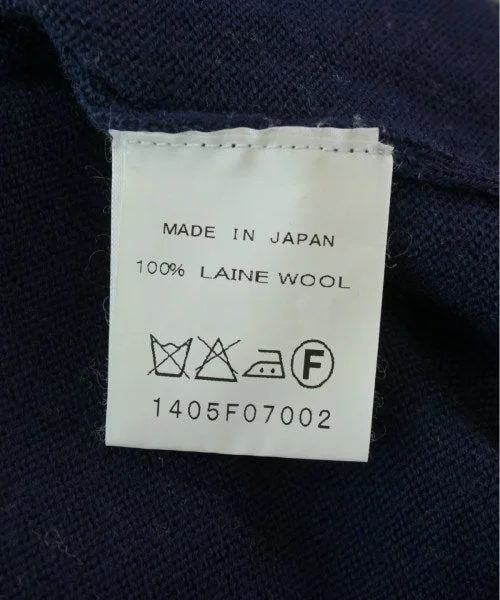 MADE IN JAPAN
100% LAINE WOOL
F
1405F07002